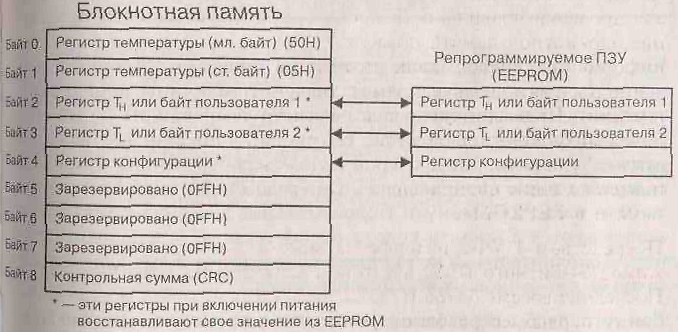 Блокнотная память
Байт 0 Регистр температуры (мл. байт) (50H)
Байт 1 Регистр температуры (ст. байт) (05H)
Байт 2 Регистр TH или байт пользователя 1 *
Байт 3 Регистр TL или байт пользователя 2 *
Байт 4 Регистр конфигурации *
Байт 5 Зарезервировано (0FFH)
Байт 6 Зарезервировано (0FFH)
Байт 7 Зарезервировано (0FFH)
Байт 8 Контрольная сумма (CRC)
* — эти регистры при включении питания
восстанавливают свое значение из EEPROM
Репрограммируемое ПЗУ
(EEPROM)
Регистр TH или байт пользователя 1
Регистр TL или байт пользователя 2
Регистр конфигурации